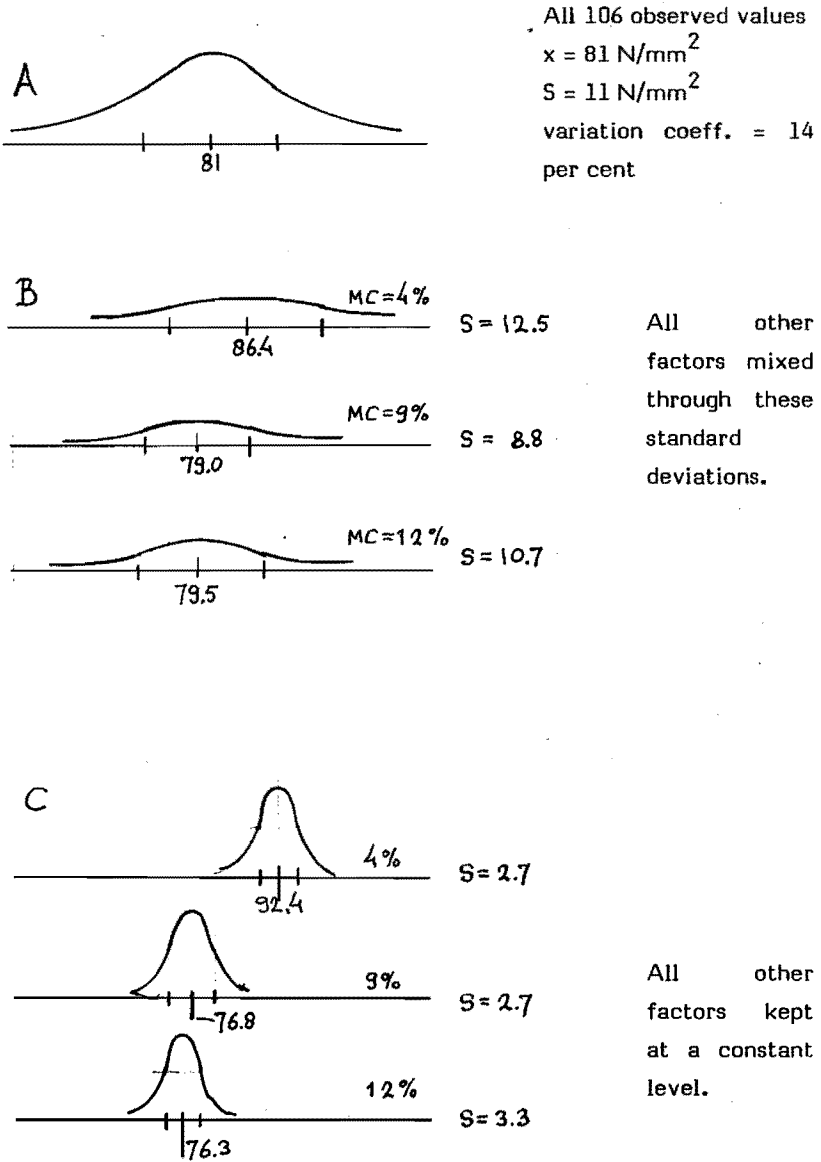 All 106 observed values
x = 81 N/mm²
S = 11 N/mm²
variation coeff. = 14
per cent
A
81
B
MC=4%
86.4
S = 12.5
MC=9%
79.0
S = 8.8
MC=12%
79.5
S = 10.7
All other
factors mixed
through these
standard
deviations.
C
4%
92.4
S = 2.7
9%
76.8
S = 2.7
12%
76.3
S = 3.3
All other
factors kept
at a constant
level.